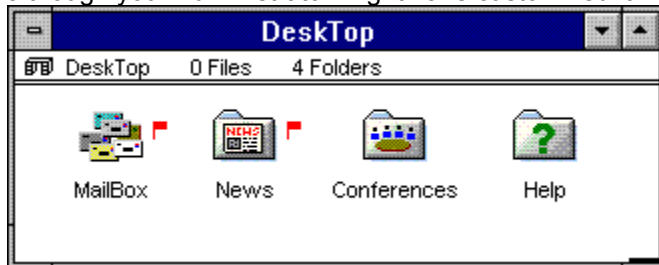 DeskTop
DeskTop 0 Files 4 Folders
NEWS
MailBox News Conferences Help